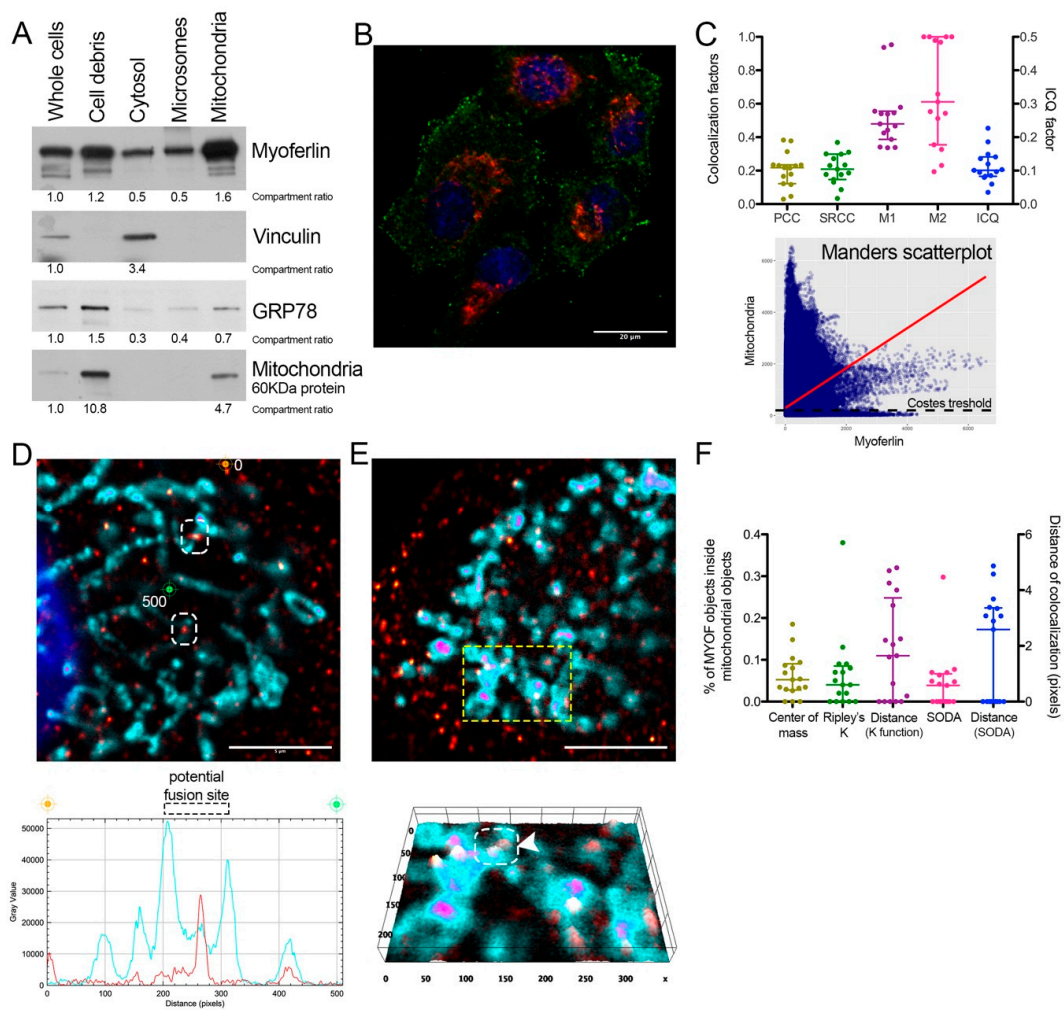 A
Whole cells
Cell debris
Cytosol
Microsomes
Mitochondria
Myoferlin
1.0 1.2 0.5 0.5 1.6 Compartment ratio
Vinculin
1.0 3.4 Compartment ratio
GRP78
1.0 1.5 0.3 0.4 0.7 Compartment ratio
Mitochondria
60KDa protein
1.0 10.8 4.7 Compartment ratio
B
20 µm
C
Colocalization factors
1.0
0.8
0.6
0.4
0.2
0.0
0.5
0.4
0.3
0.2
0.1
0.0
ICQ factor
PCC SRCC M1 M2 ICQ
Manders scatterplot
Mitochondria
6000
4000
2000
0
Costes treshold
0 2000 4000 6000
Myoferlin
D
0
500
5 µm
potential
fusion site
Gray Value
50000
40000
30000
20000
10000
0
0 100 200 300 400 500
Distance (pixels)
E
0
50
100
150
200
0 50 100 150 200 250 300 x
F
% of MYOF objects inside
mitochondrial objects
0.4
0.3
0.2
0.1
0.0
6
4
2
0
Distance of colocalization (pixels)
Center of Ripley's Distance SODA Distance
mass K (K function) (SODA)